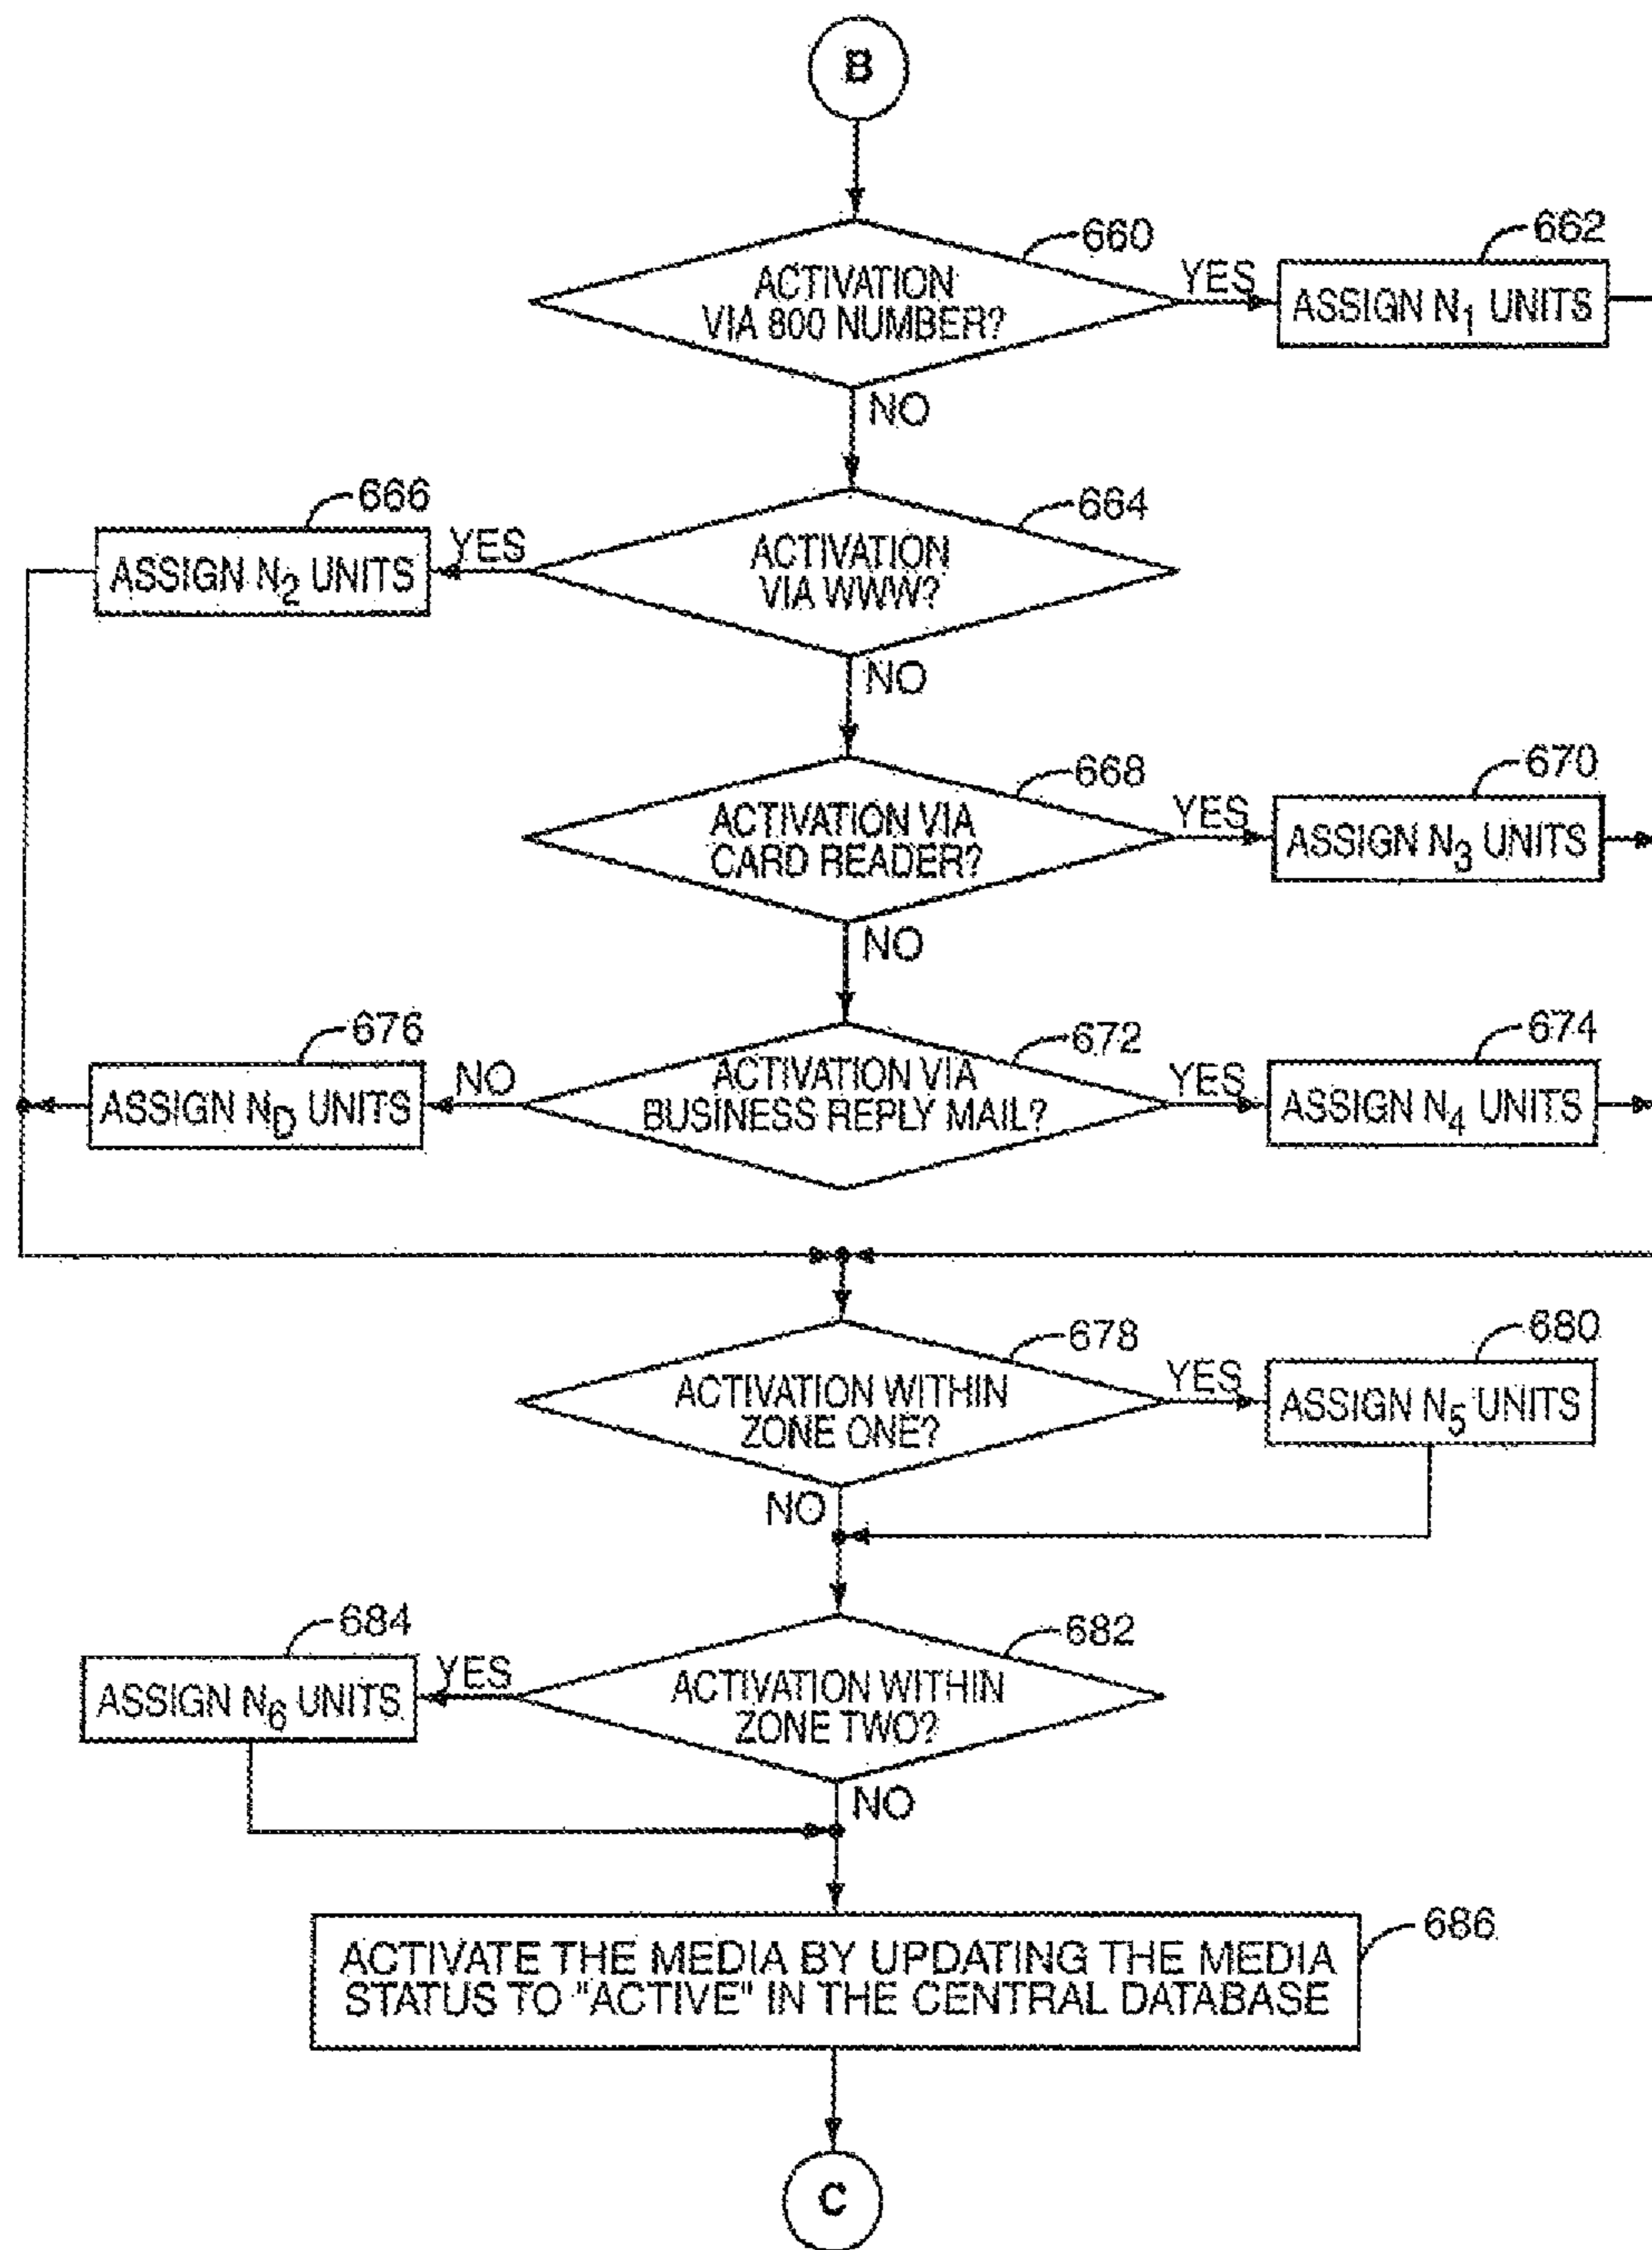 B
660
662
ACTIVATION
VIA 800 NUMBER?
YES
ASSIGN N1 UNITS
NO
666
664
ASSIGN N2 UNITS
YES
ACTIVATION
VIA WWW?
NO
668
670
ACTIVATION VIA
CARD READER?
YES
ASSIGN N3 UNITS
NO
676
672
674
ASSIGN ND UNITS
NO
ACTIVATION VIA
BUSINESS REPLY MAIL?
YES
ASSIGN N4 UNITS
678
680
ACTIVATION WITHIN
ZONE ONE?
YES
ASSIGN N5 UNITS
NO
684
682
ASSIGN N6 UNITS
YES
ACTIVATION WITHIN
ZONE TWO?
NO
686
ACTIVATE THE MEDIA BY UPDATING THE MEDIA
STATUS TO "ACTIVE" IN THE CENTRAL DATABASE
C